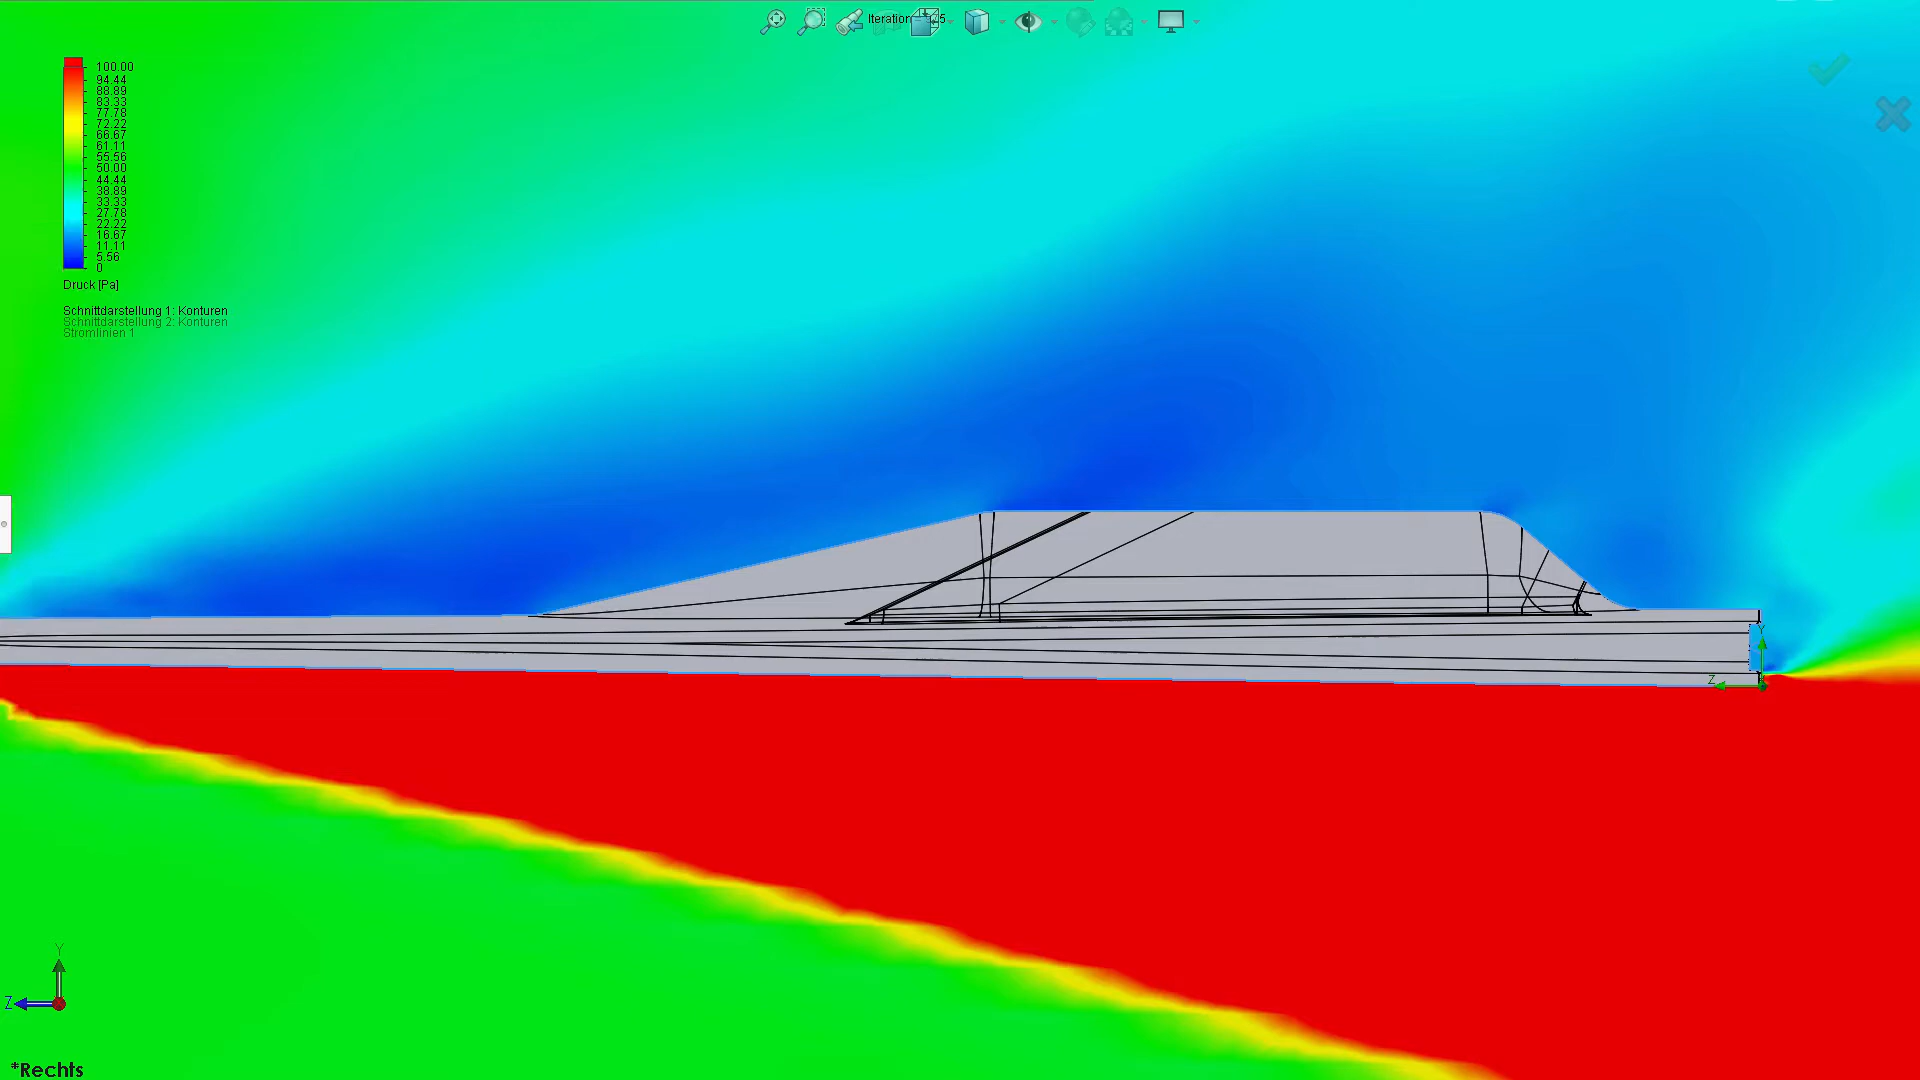 Iteration =
100.00
94.44
88.89
83.33
77.78
72.22
66.67
61.11
55.56
50.00
44.44
38.89
33.33
27.78
22.22
16.67
11.11
5.56
0
Druck [Pa]
Schnittdarstellung 1: Konturen
Schnittdarstellung 2: Konturen
Stromlinien 1
Y
Z
Y
Z
*Rechts